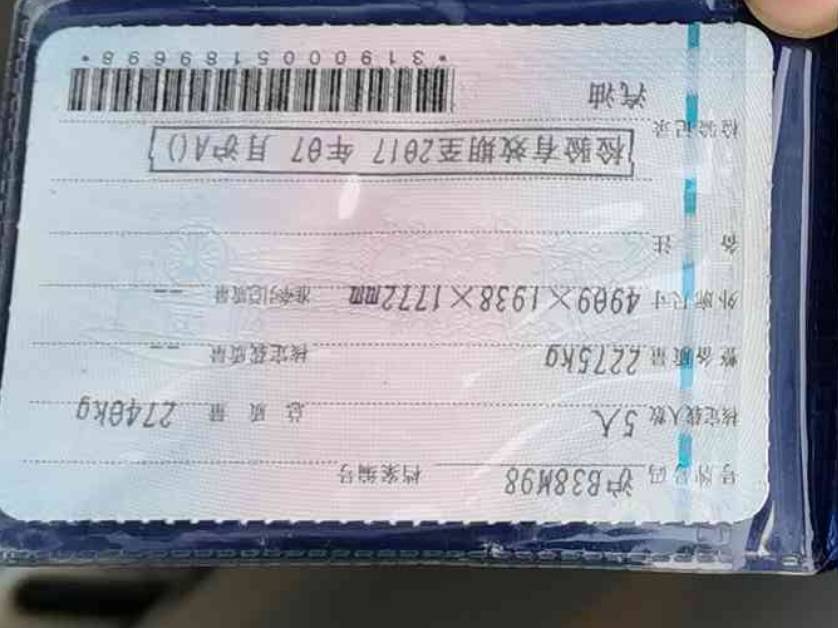 号牌号码 沪B38M98 档案编号
核定载人数 5人 总质量 2740kg
整备质量 2275kg 核定载质量 --
外廓尺寸 4909×1938×1772mm 准牵引总质量 --
备注
检验有效期至2017年07月沪A()
检验记录
汽油
*3190005189698*